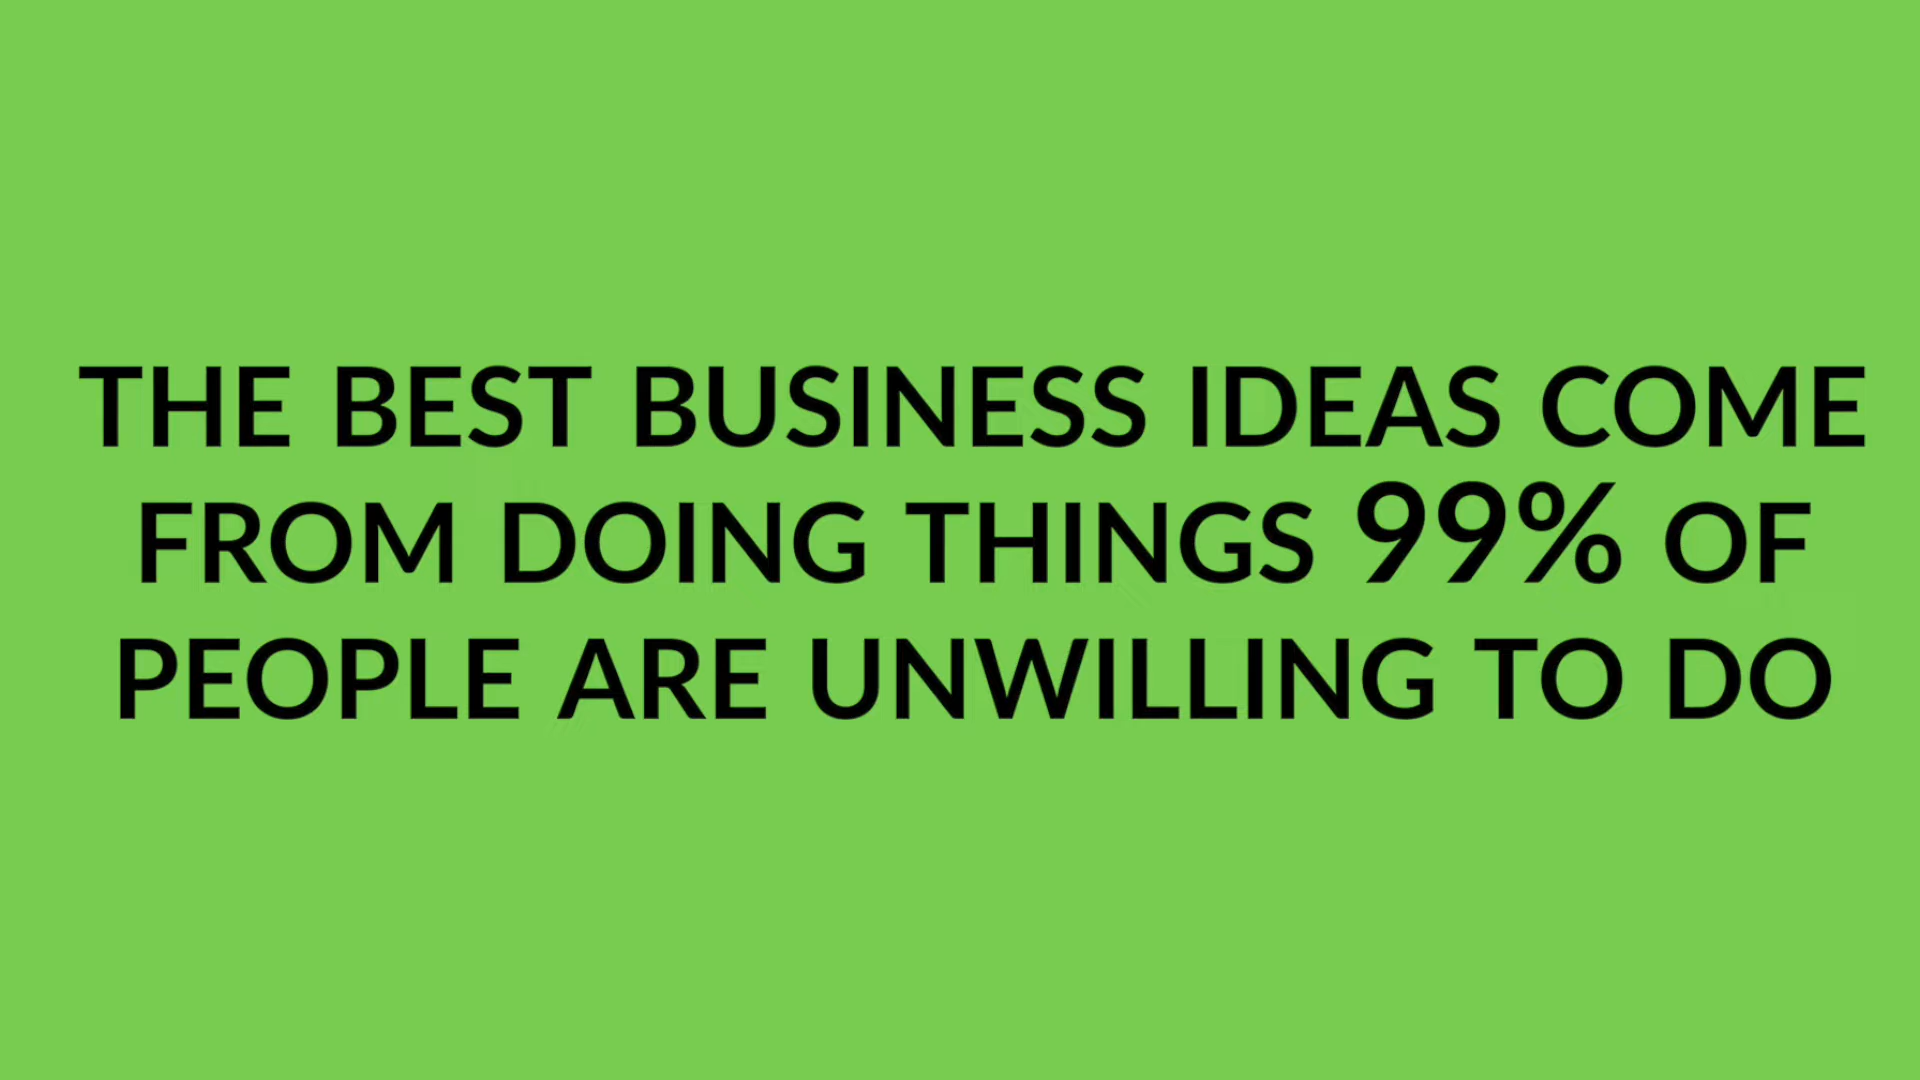 THE BEST BUSINESS IDEAS COME
FROM DOING THINGS 99% OF
PEOPLE ARE UNWILLING TO DO